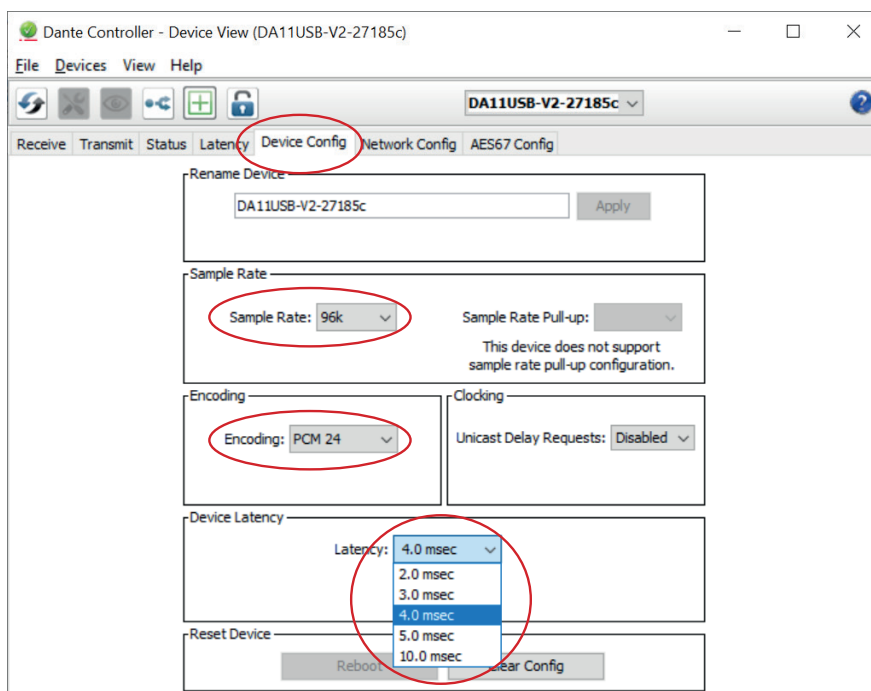 Dante Controller - Device View (DA11USB-V2-27185c)
File Devices View Help
DA11USB-V2-27185c
?
Receive Transmit Status Latency Device Config Network Config AES67 Config
Rename Device
DA11USB-V2-27185c Apply
Sample Rate
Sample Rate: 96k Sample Rate Pull-up:
This device does not support
sample rate pull-up configuration.
Encoding Clocking
Encoding: PCM 24 Unicast Delay Requests: Disabled
Device Latency
Latency: 4.0 msec
2.0 msec
3.0 msec
4.0 msec
5.0 msec
10.0 msec
Reset Device
Reboot Clear Config